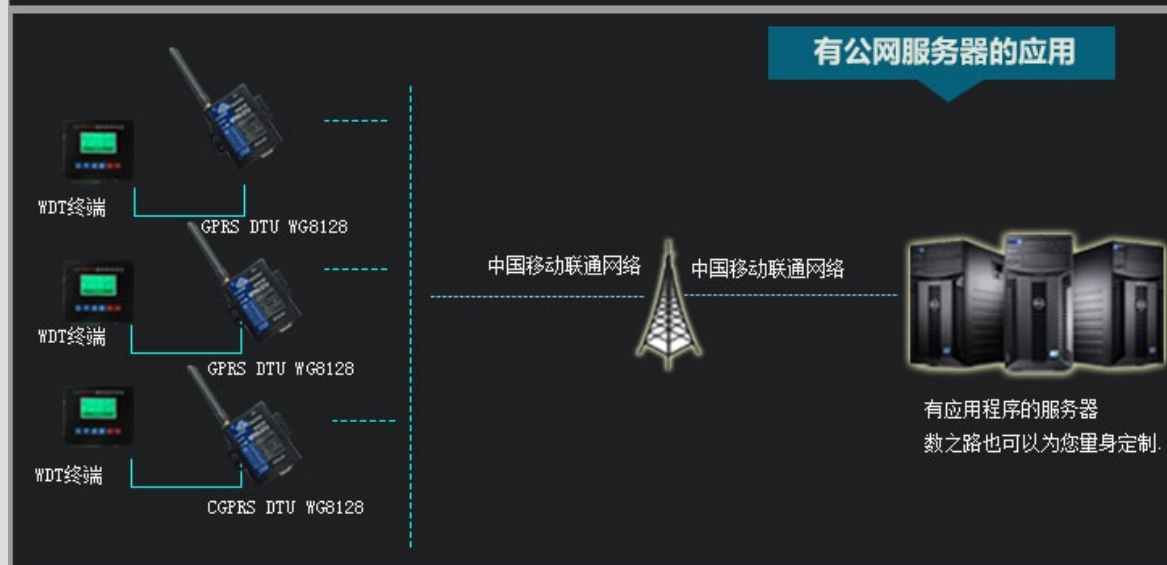 有公网服务器的应用
WDT终端
GPRS DTU WG8128
中国移动联通网络
中国移动联通网络
WDT终端
GPRS DTU WG8128
有应用程序的服务器
数之路也可以为您量身定制.
WDT终端
CGPRS DTU WG8128